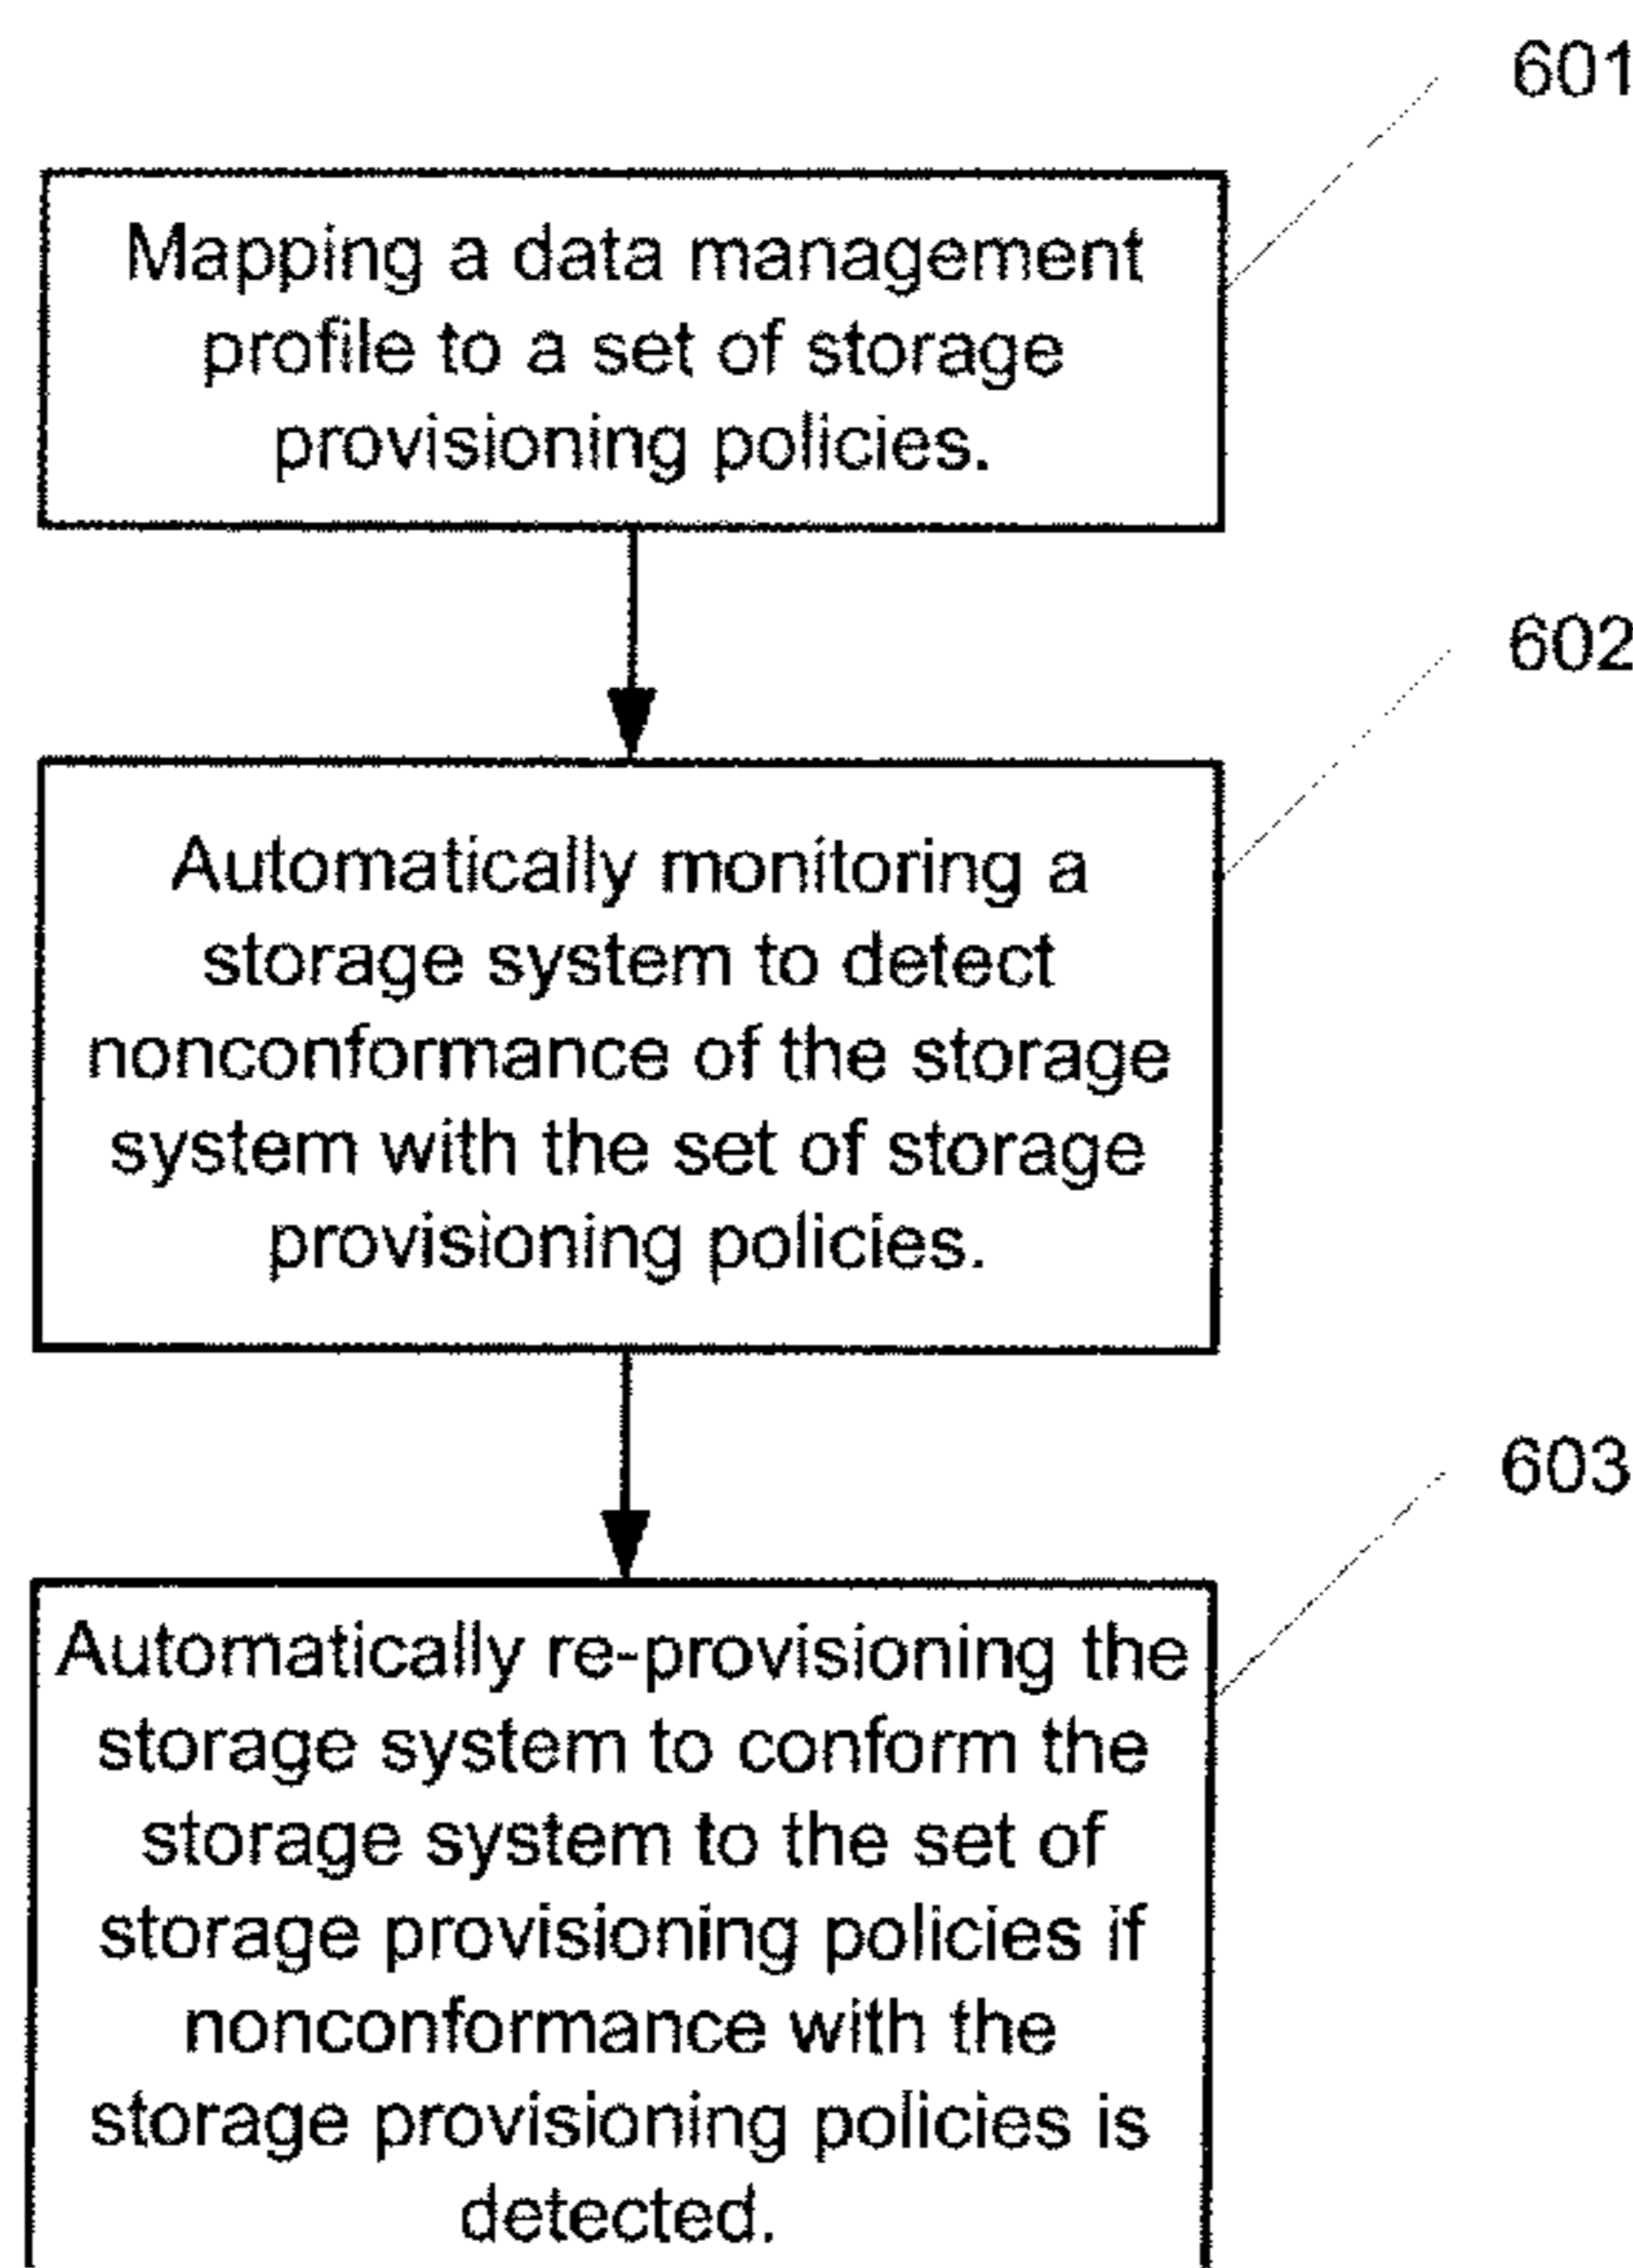 601
Mapping a data management
profile to a set of storage
provisioning policies.
602
Automatically monitoring a
storage system to detect
nonconformance of the storage
system with the set of storage
provisioning policies.
603
Automatically re-provisioning the
storage system to conform the
storage system to the set of
storage provisioning policies if
nonconformance with the
storage provisioning policies is
detected.